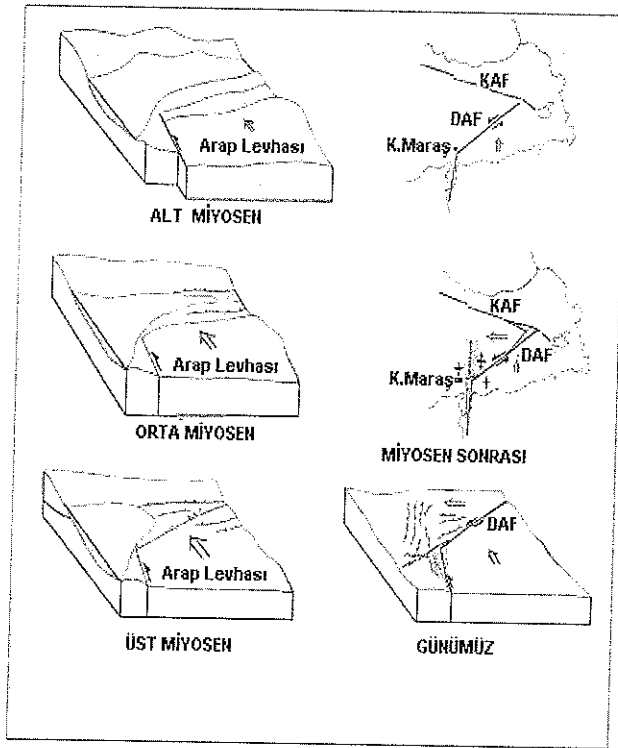 Arap Levhası
ALT MİYOSEN
KAF
DAF
K.Maraş
Arap Levhası
ORTA MİYOSEN
KAF
DAF
K.Maraş
MİYOSEN SONRASI
Arap Levhası
ÜST MİYOSEN
DAF
GÜNÜMÜZ